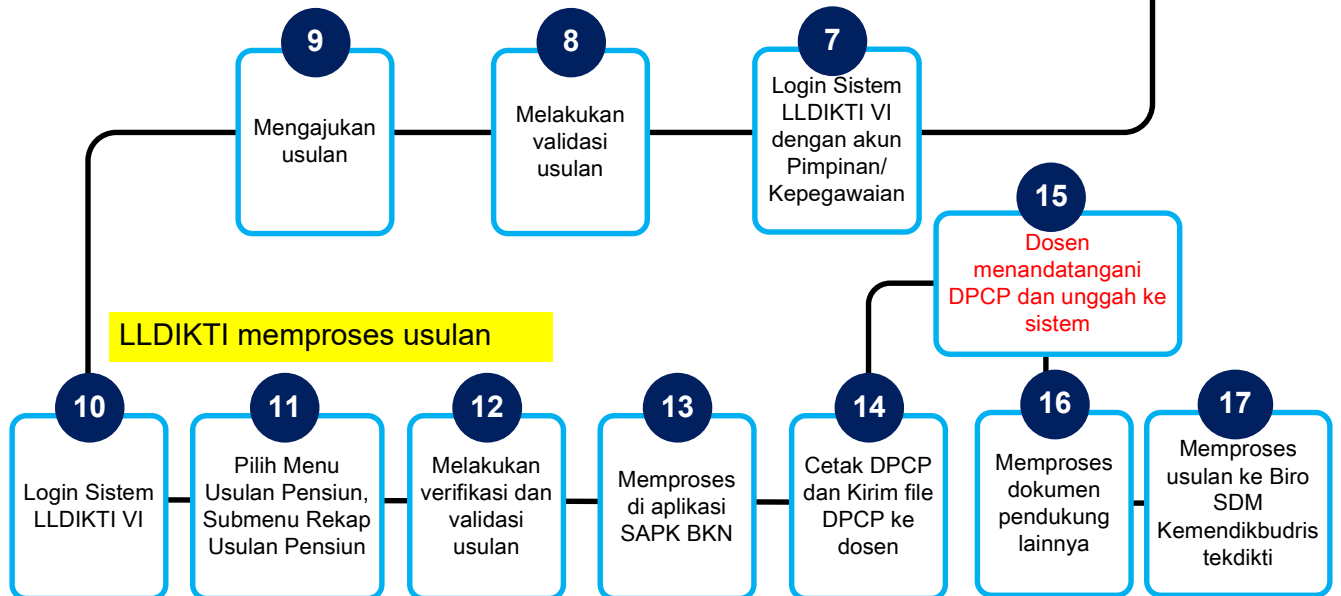 9
Mengajukan
usulan
8
Melakukan
validasi
usulan
7
Login Sistem
LLDIKTI VI
dengan akun
Pimpinan/
Kepegawaian
15
Dosen
menandatangani
DPCP dan unggah ke
sistem
LLDIKTI memproses usulan
10
Login Sistem
LLDIKTI VI
11
Pilih Menu
Usulan Pensiun,
Submenu Rekap
Usulan Pensiun
12
Melakukan
verifikasi dan
validasi
usulan
13
Memproses
di aplikasi
SAPK BKN
14
Cetak DPCP
dan Kirim file
DPCP ke
dosen
16
Memproses
dokumen
pendukung
lainnya
17
Memproses
usulan ke Biro
SDM
Kemendikbudris
tekdikti